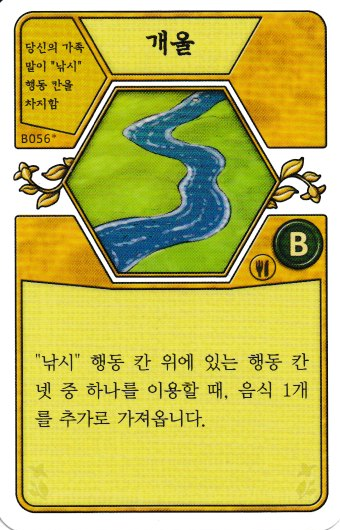 당신의 가족
말이 "낚시"
행동 칸을
차지함
B056*
개울
B
"낚시" 행동 칸 위에 있는 행동 칸
넷 중 하나를 이용할 때, 음식 1개
를 추가로 가져옵니다.